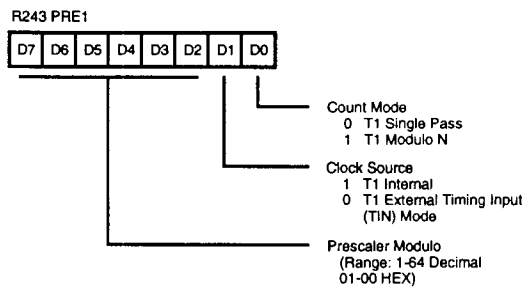 R243 PRE1
D7 D6 D5 D4 D3 D2 D1 D0
Count Mode
0 T1 Single Pass
1 T1 Modulo N
Clock Source
1 T1 Internal
0 T1 External Timing Input
(TIN) Mode
Prescaler Modulo
(Range: 1-64 Decimal
01-00 HEX)